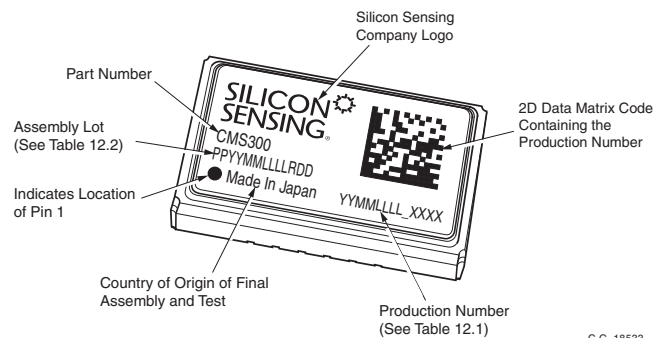 Silicon Sensing
Company Logo
Part Number
Assembly Lot
(See Table 12.2)
Indicates Location
of Pin 1
SILICON
SENSING®
CMS300
PPYYMMLLLLRDD
Made In Japan
YYMMLLLL_XXXX
2D Data Matrix Code
Containing the
Production Number
Country of Origin of Final
Assembly and Test
Production Number
(See Table 12.1)
C.G. 18533